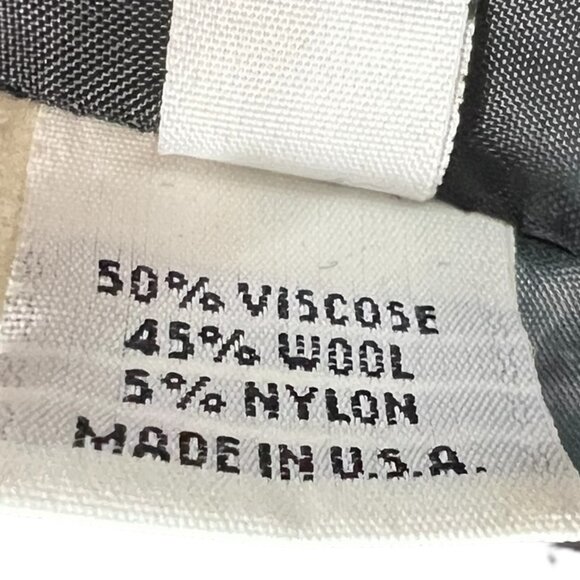 50% VISCOSE
45% WOOL
5% NYLON
MADE IN U.S.A.